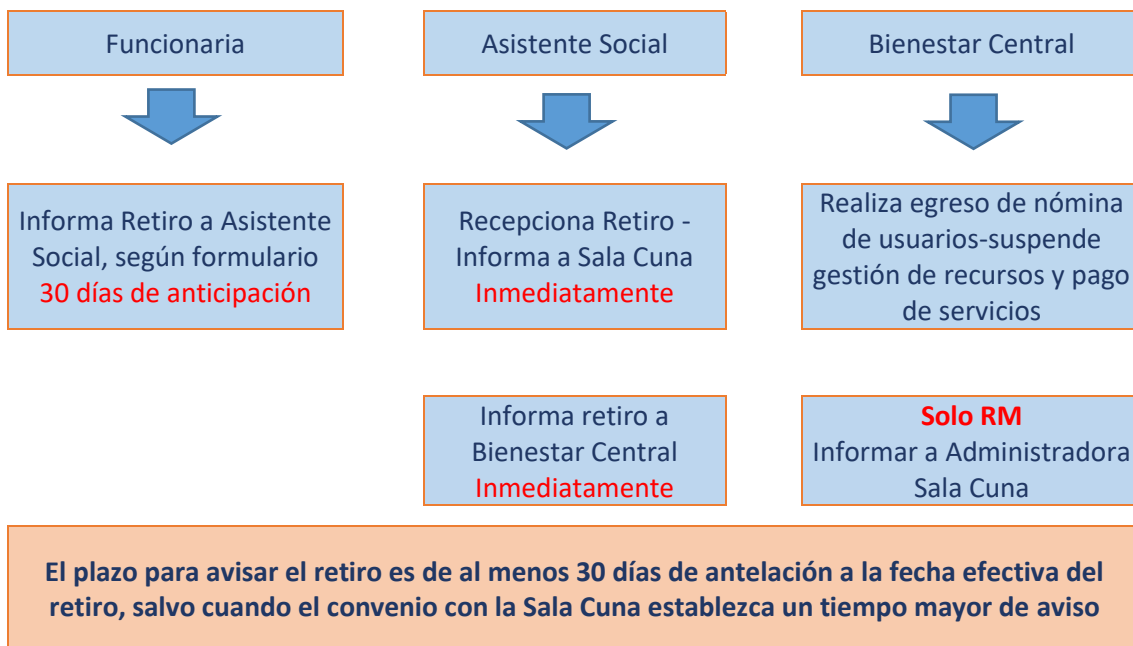 Funcionaria
Asistente Social
Bienestar Central
Informa Retiro a Asistente
Social, según formulario
30 días de anticipación
Recepciona Retiro -
Informa a Sala Cuna
Inmediatamente
Realiza egreso de nómina
de usuarios-suspende
gestión de recursos y pago
de servicios
Informa retiro a
Bienestar Central
Inmediatamente
Solo RM
Informar a Administradora
Sala Cuna
El plazo para avisar el retiro es de al menos 30 días de antelación a la fecha efectiva del
retiro, salvo cuando el convenio con la Sala Cuna establezca un tiempo mayor de aviso